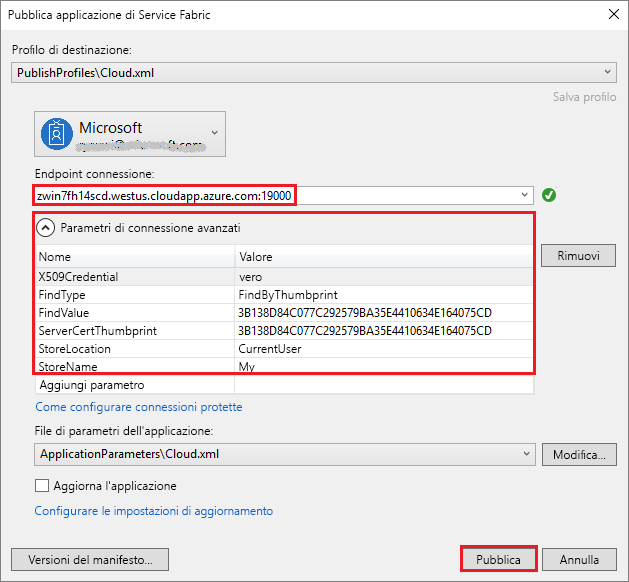 Pubblica applicazione di Service Fabric
Profilo di destinazione:
PublishProfiles\Cloud.xml
Salva profilo
Microsoft
Endpoint connessione:
zwin7fh14scd.westus.cloudapp.azure.com:19000
Parametri di connessione avanzati
Rimuovi
Nome Valore
X509Credential vero
FindType FindByThumbprint
FindValue 3B138D84C077C292579BA35E4410634E164075CD
ServerCertThumbprint 3B138D84C077C292579BA35E4410634E164075CD
StoreLocation CurrentUser
StoreName My
Aggiungi parametro
Come configurare connessioni protette
File di parametri dell'applicazione:
ApplicationParameters\Cloud.xml
Modifica...
Aggiorna l'applicazione
Configurare le impostazioni di aggiornamento
Versioni del manifesto... Pubblica Annulla